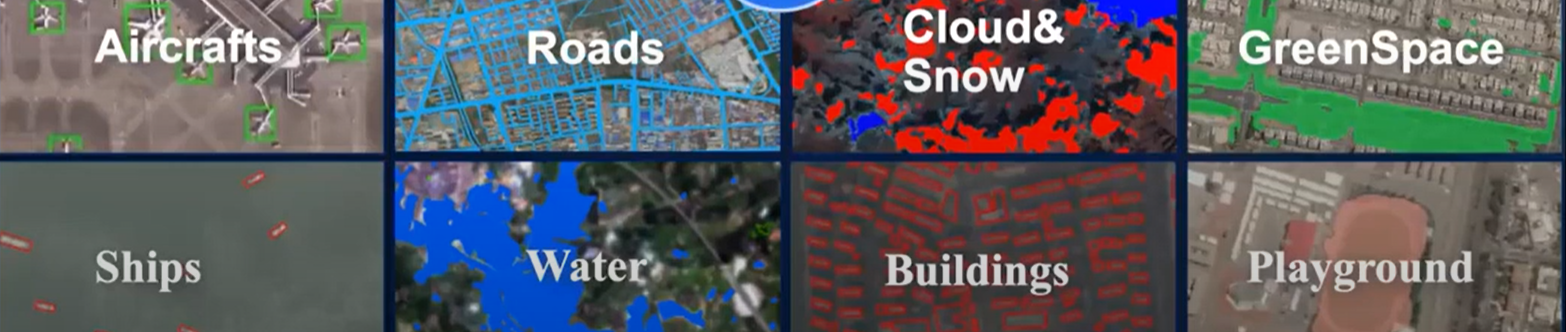 Aircrafts
Roads
Cloud&
Snow
GreenSpace
Ships
Water
Buildings
Playground